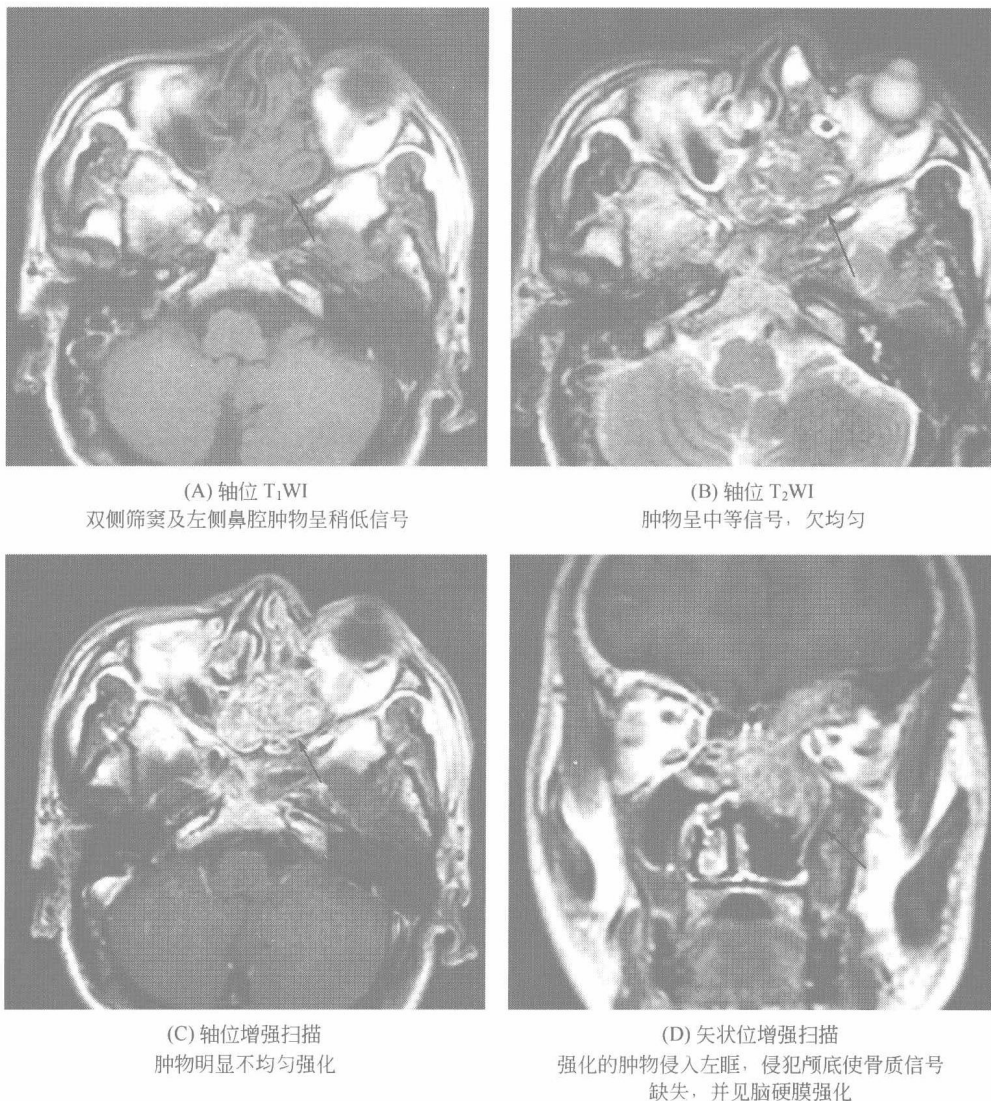 (A) 轴位 T₁WI
双侧筛窦及左侧鼻腔肿物呈稍低信号
(B) 轴位 T₂WI
肿物呈中等信号，欠均匀
(C) 轴位增强扫描
肿物明显不均匀强化
(D) 矢状位增强扫描
强化的肿物侵入左眶，侵犯颅底使骨质信号
缺失，并见脑硬膜强化